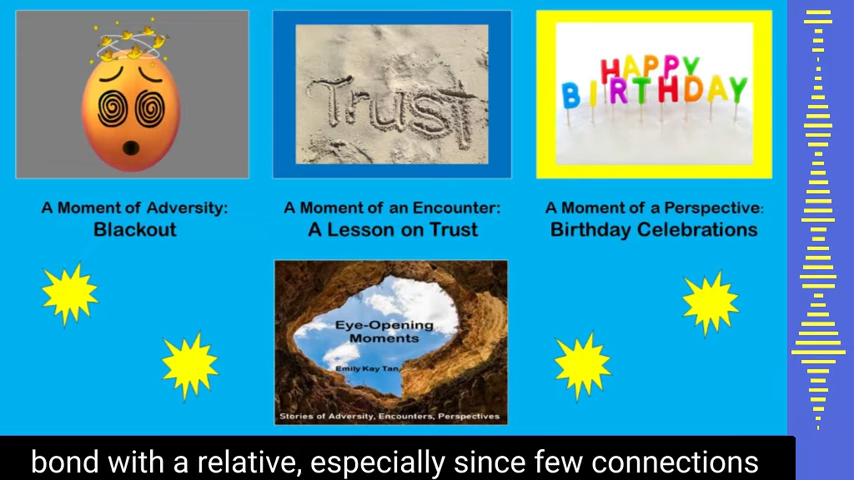 Trust
HAPPY
BIRTHDAY
A Moment of Adversity:
Blackout
A Moment of an Encounter:
A Lesson on Trust
A Moment of a Perspective:
Birthday Celebrations
Eye-Opening
Moments
Emily Kay Tan
Stories of Adversity, Encounters, Perspectives
bond with a relative, especially since few connections